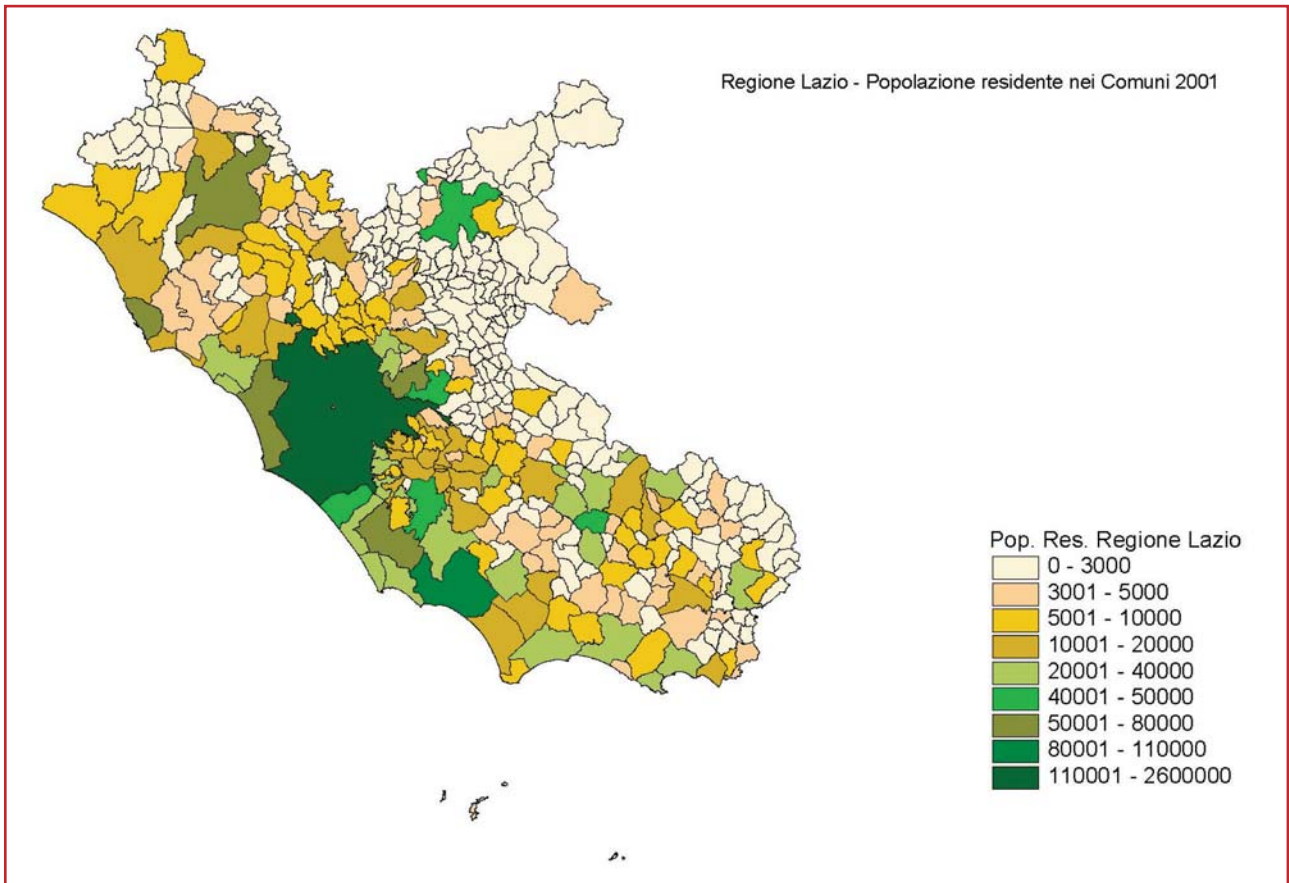 Regione Lazio - Popolazione residente nei Comuni 2001
Pop. Res. Regione Lazio
0 - 3000
3001 - 5000
5001 - 10000
10001 - 20000
20001 - 40000
40001 - 50000
50001 - 80000
80001 - 110000
110001 - 2600000